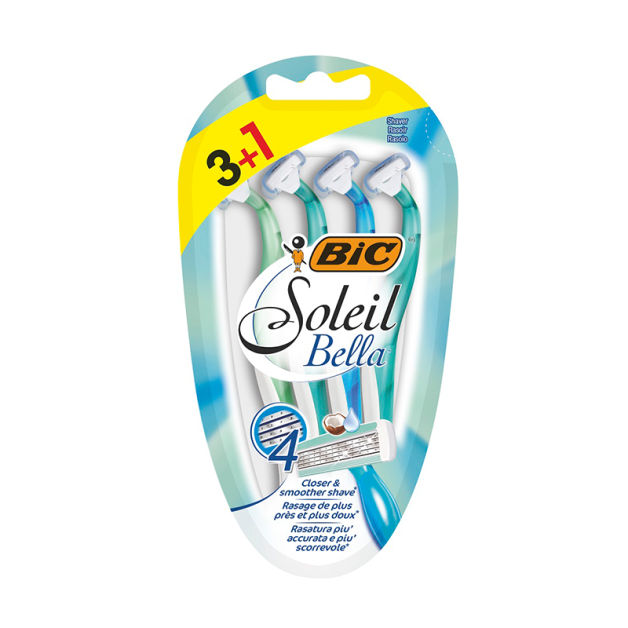 3+1
Shaver
Rasoir
Rasoio
BiC
Soleil
Bella
4
Closer &
smoother shave*
Rasage de plus
près et plus doux*
Rasatura piu'
accurata e piu'
scorrevole*